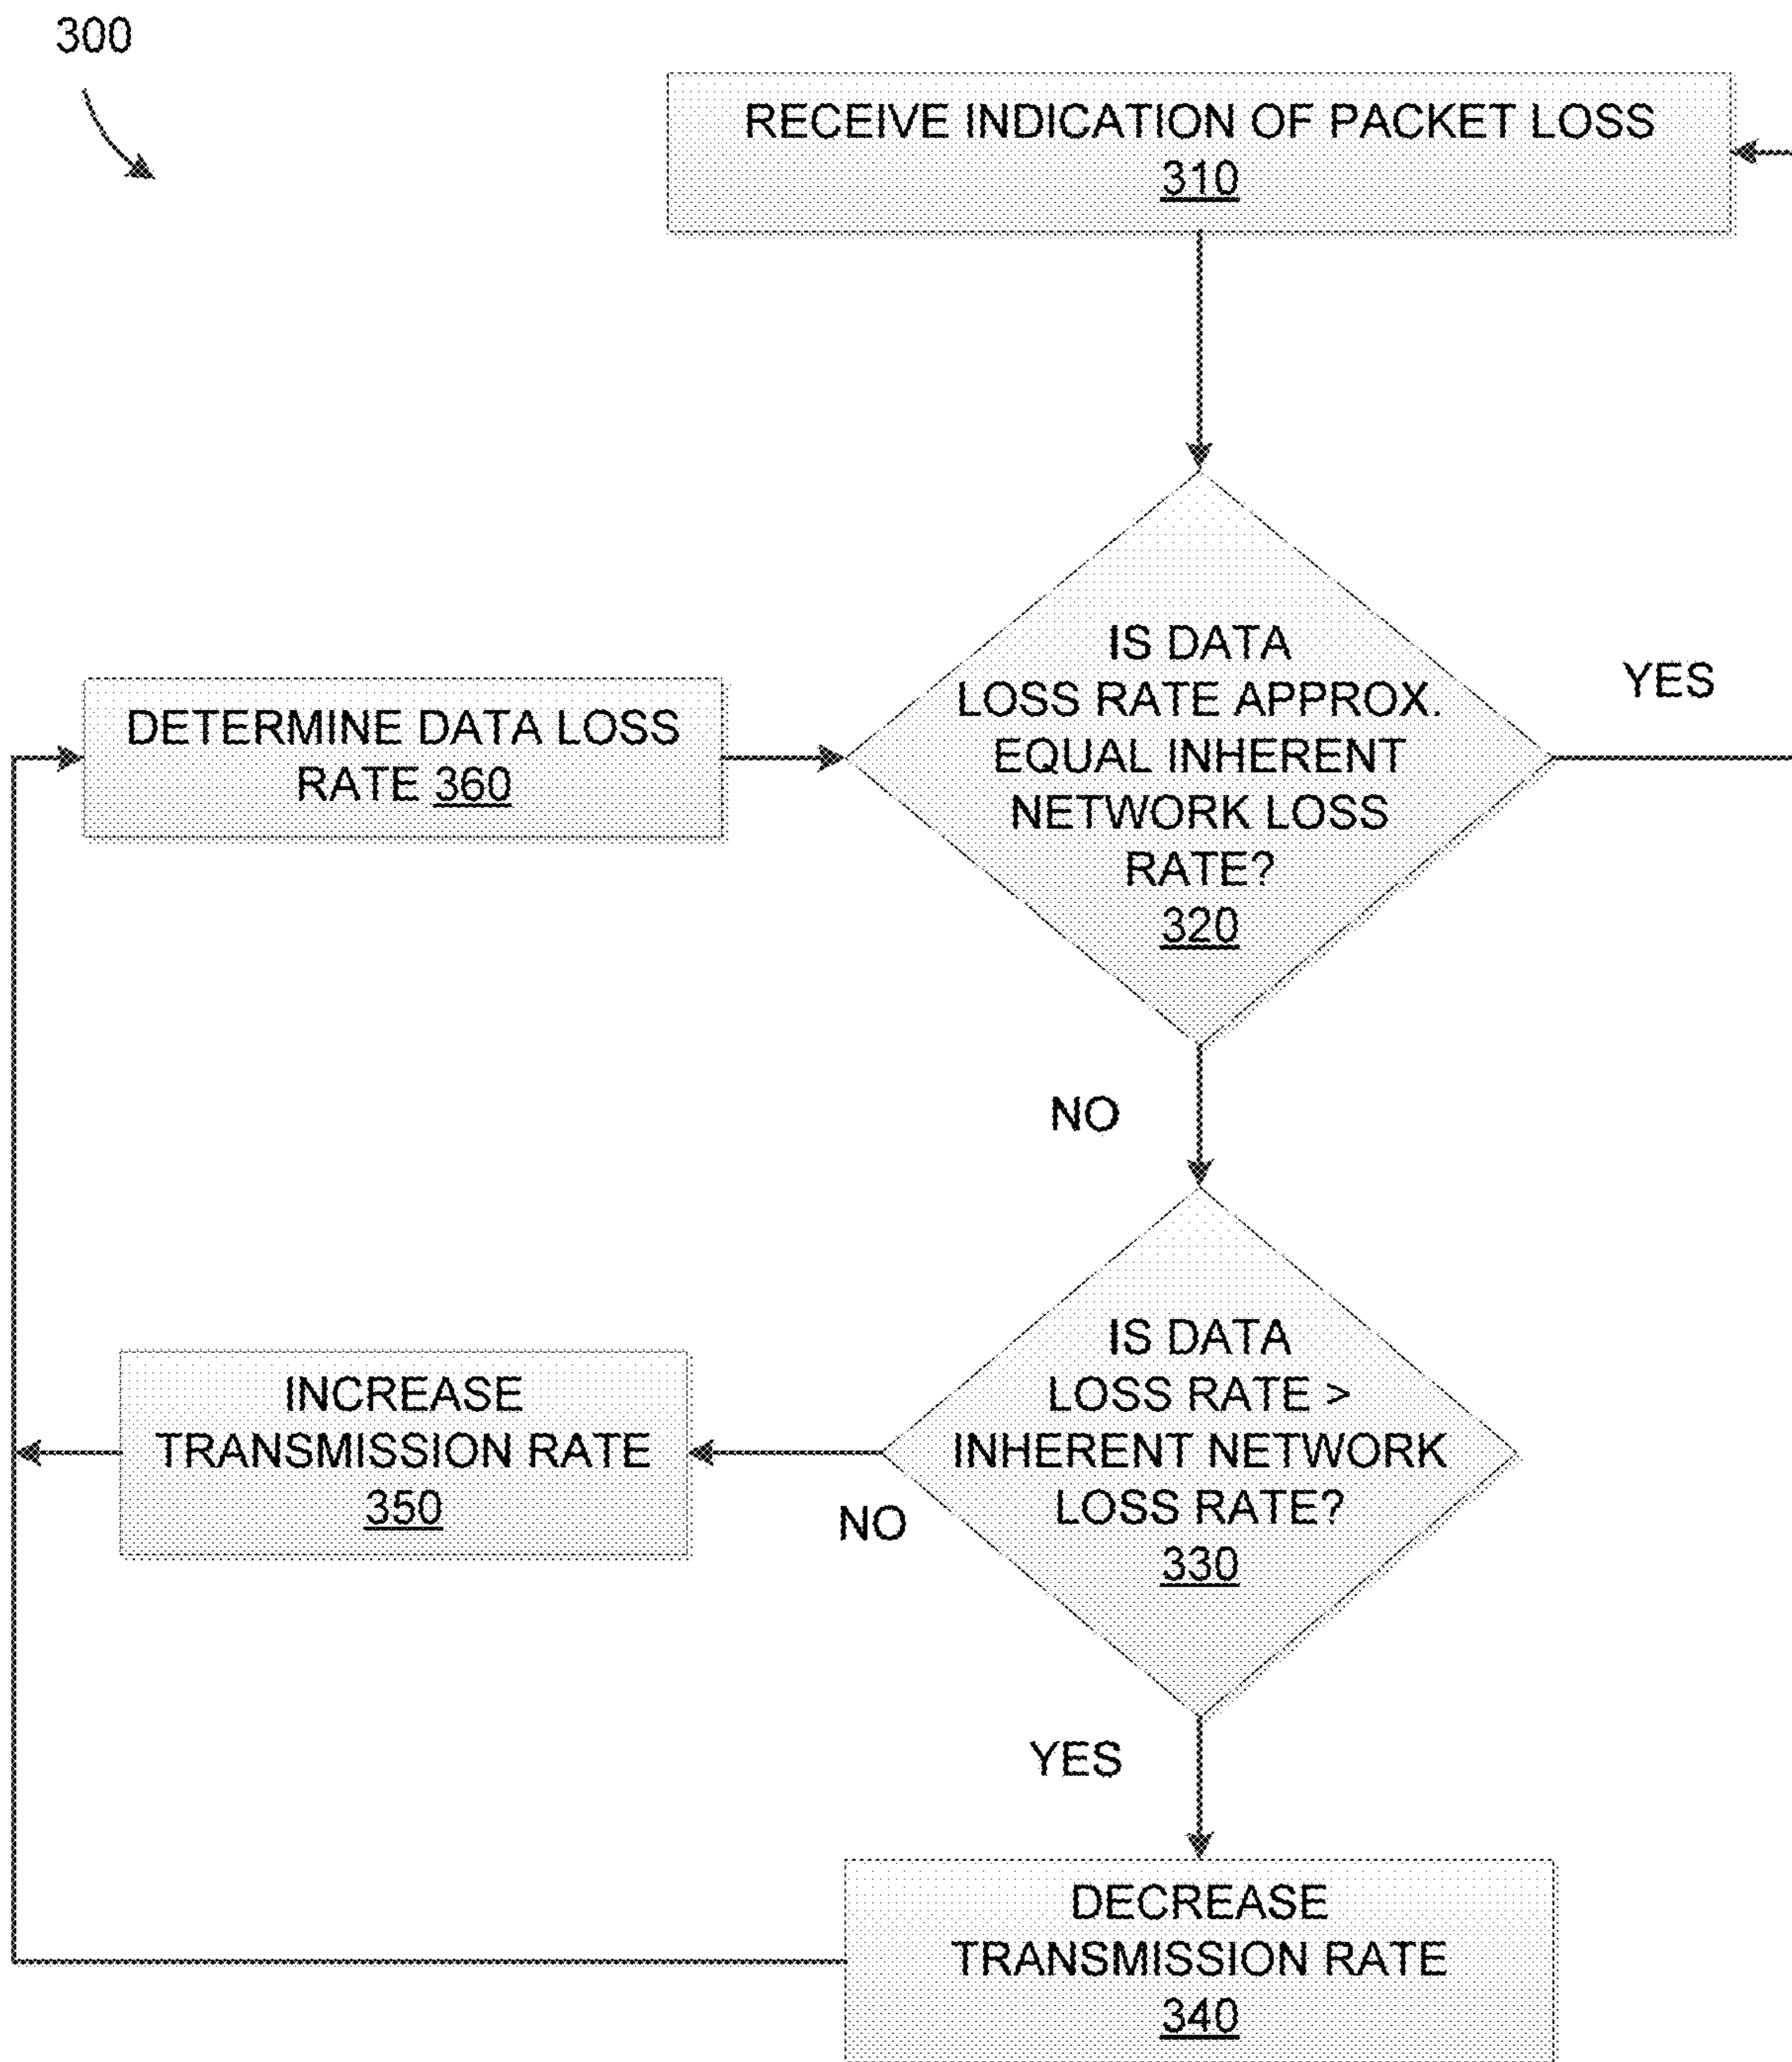 300
RECEIVE INDICATION OF PACKET LOSS
310
IS DATA
LOSS RATE APPROX.
EQUAL INHERENT
NETWORK LOSS
RATE?
320
YES
DETERMINE DATA LOSS
RATE 360
NO
IS DATA
LOSS RATE >
INHERENT NETWORK
LOSS RATE?
330
NO
INCREASE
TRANSMISSION RATE
350
YES
DECREASE
TRANSMISSION RATE
340